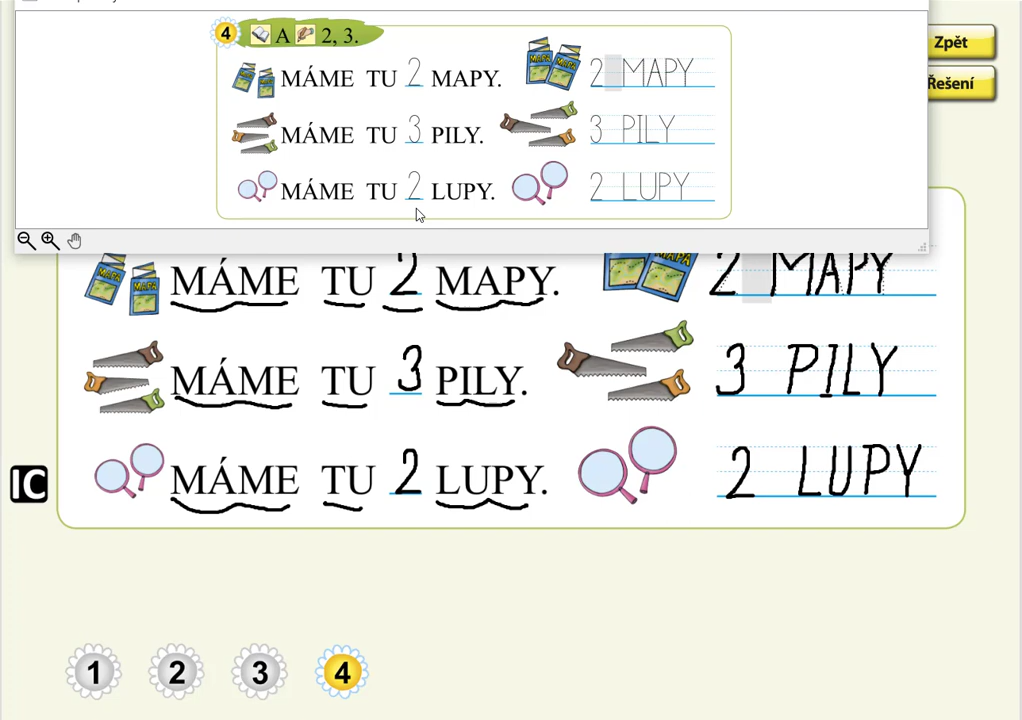 4 A 2, 3.
MÁME TU 2 MAPY. 2 MAPY
MÁME TU 3 PILY. 3 PILY
MÁME TU 2 LUPY. 2 LUPY
Zpět
Řešení
MÁME TU 2 MAPY. MAPA 2 MAPY
MÁME TU 3 PILY. 3 PILY
IC MÁME TU 2 LUPY. 2 LUPY
1 2 3 4